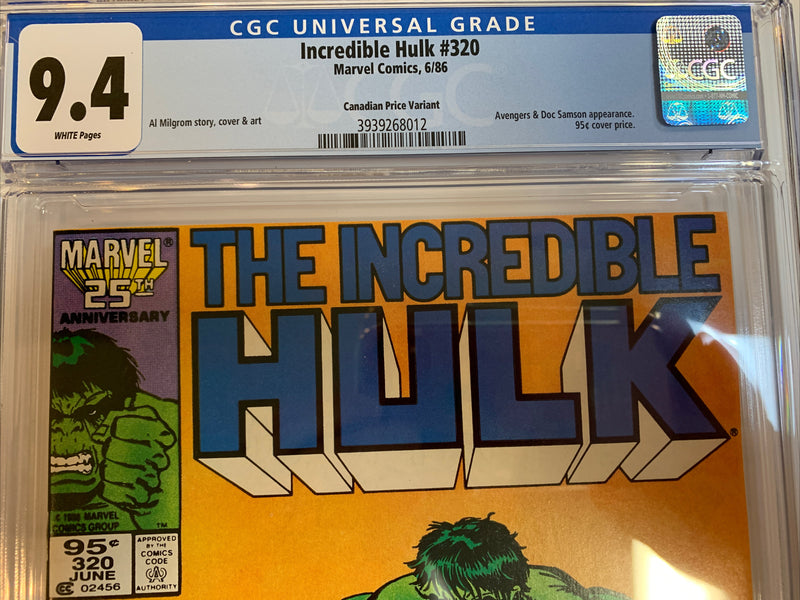 CGC UNIVERSAL GRADE
9.4
WHITE Pages
Incredible Hulk #320
Marvel Comics, 6/86
Canadian Price Variant
3939268012
Al Milgrom story, cover & art
Avengers & Doc Samson appearance.
95¢ cover price.
CGC
MARVEL®
25TH
ANNIVERSARY
THE INCREDIBLE
HULK®
© 1986 MARVEL
COMICS GROUP
TM
95¢
320
JUNE
CC 02456
APPROVED
BY THE
COMICS
CODE
AUTHORITY